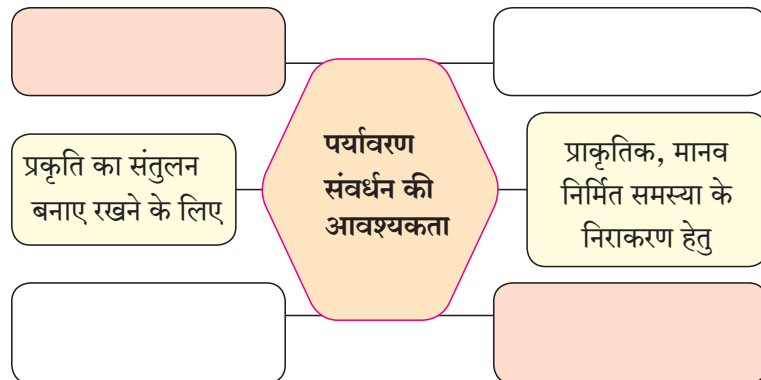 प्रकृति का संतुलन
बनाए रखने के लिए
पर्यावरण
संवर्धन की
आवश्यकता
प्राकृतिक, मानव
निर्मित समस्या के
निराकरण हेतु